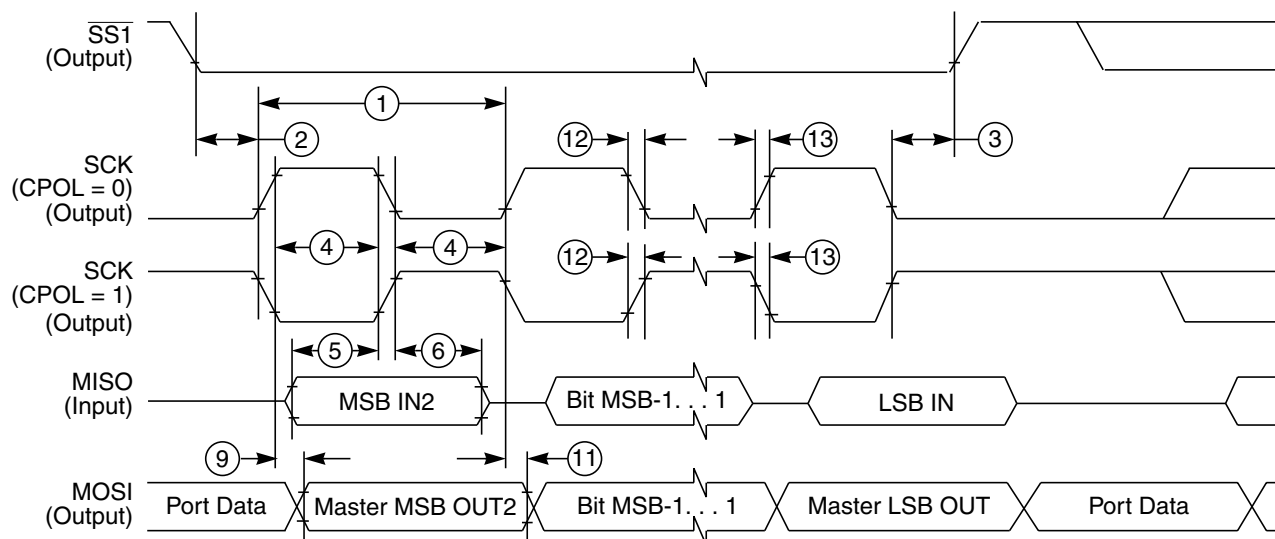 SS1
(Output)
1
2
12
13
3
SCK
(CPOL = 0)
(Output)
4
4
SCK
(CPOL = 1)
(Output)
12
13
5
6
MISO
(Input)
MSB IN2
Bit MSB-1. . . 1
LSB IN
9
11
MOSI
(Output)
Port Data
Master MSB OUT2
Bit MSB-1. . . 1
Master LSB OUT
Port Data